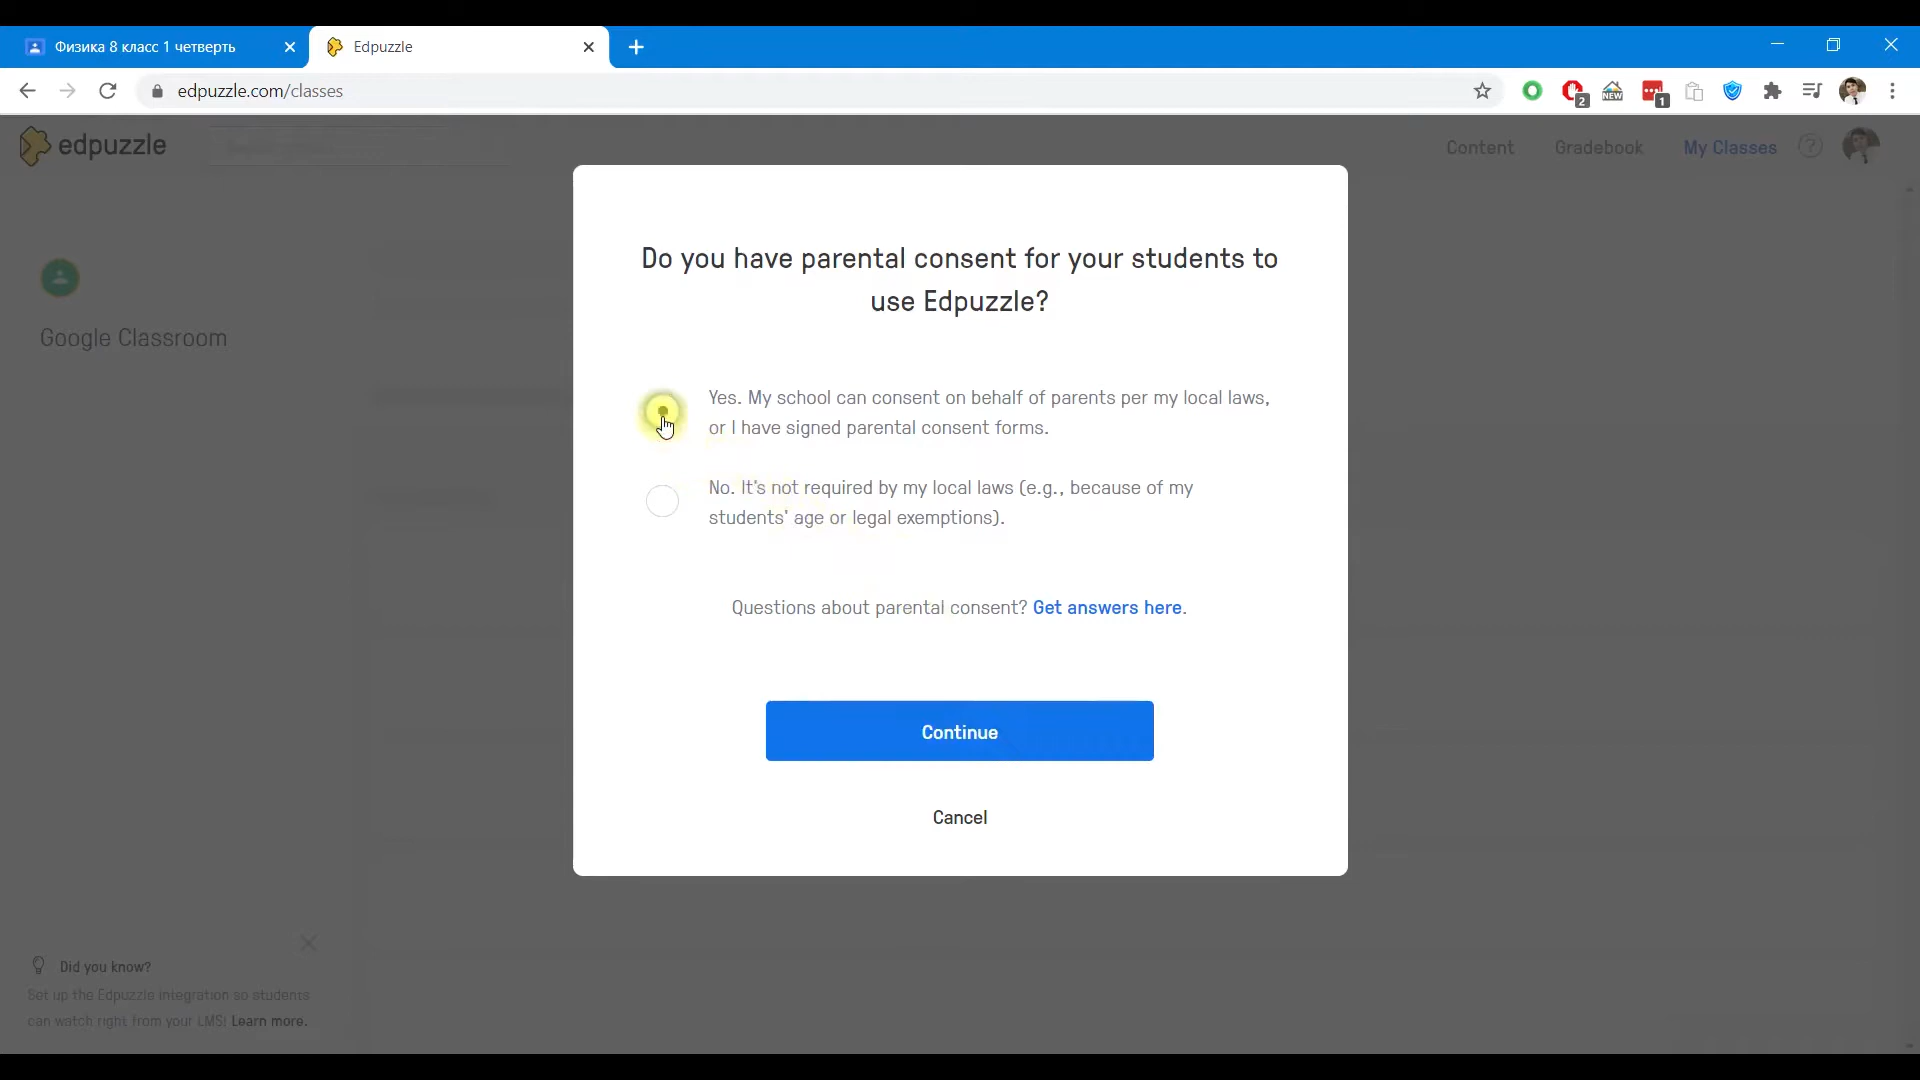 Физика 8 класс 1 четверть
Edpuzzle
edpuzzle.com/classes
2
NEW
1
edpuzzle
Content
Gradebook
My Classes
?
Google Classroom
Do you have parental consent for your students to
use Edpuzzle?
Yes. My school can consent on behalf of parents per my local laws,
or I have signed parental consent forms.
No. It's not required by my local laws (e.g., because of my
students' age or legal exemptions).
Questions about parental consent? Get answers here.
Continue
Cancel
Did you know?
Set up the Edpuzzle integration so students
can watch right from your LMS! Learn more.